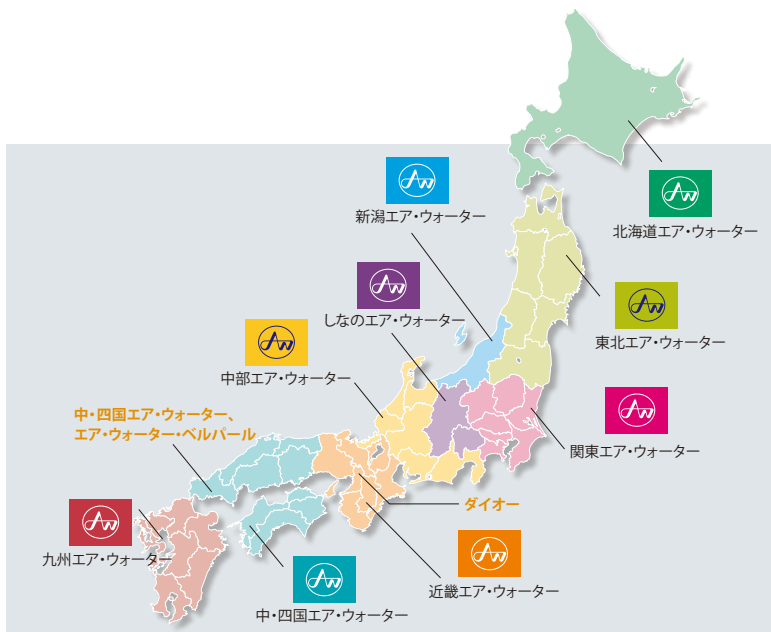 新潟エア・ウォーター
北海道エア・ウォーター
しなのエア・ウォーター
東北エア・ウォーター
中部エア・ウォーター
中・四国エア・ウォーター、
エア・ウォーター・ベルパール
関東エア・ウォーター
ダイオー
九州エア・ウォーター
近畿エア・ウォーター
中・四国エア・ウォーター